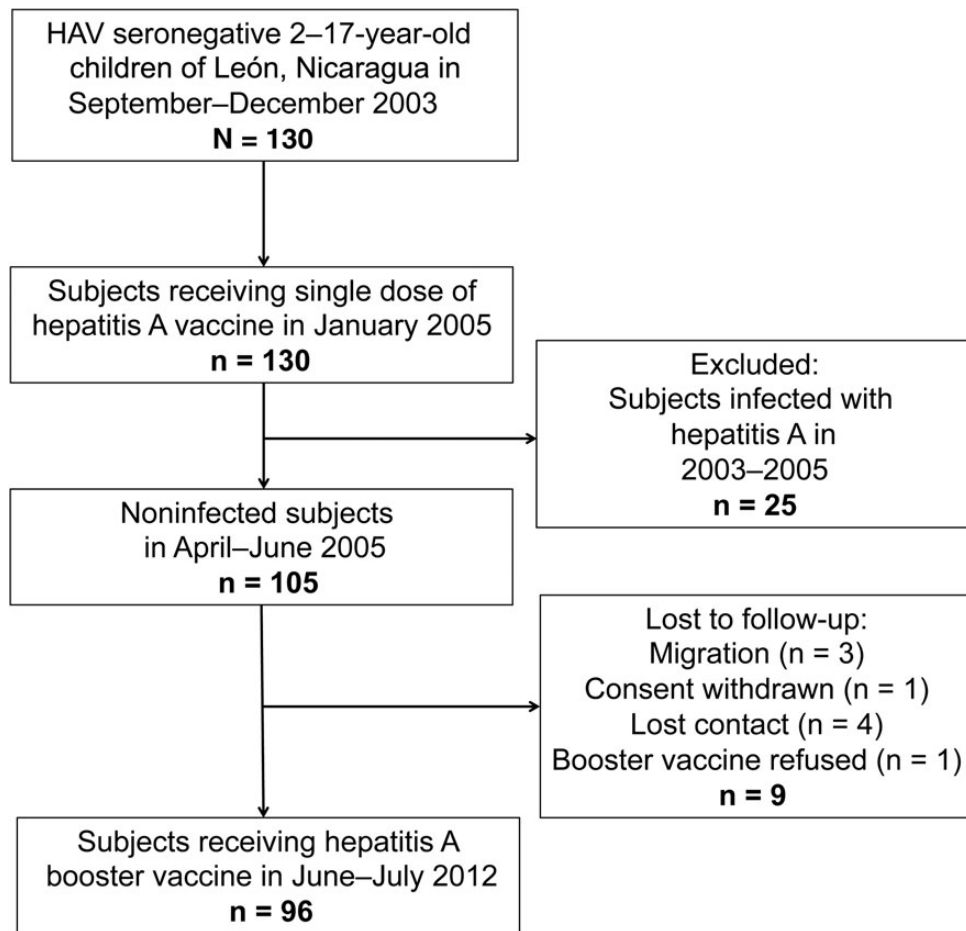 HAV seronegative 2–17-year-old
children of León, Nicaragua in
September–December 2003
N = 130
Subjects receiving single dose of
hepatitis A vaccine in January 2005
n = 130
Excluded:
Subjects infected with
hepatitis A in
2003–2005
n = 25
Noninfected subjects
in April–June 2005
n = 105
Lost to follow-up:
Migration (n = 3)
Consent withdrawn (n = 1)
Lost contact (n = 4)
Booster vaccine refused (n = 1)
n = 9
Subjects receiving hepatitis A
booster vaccine in June–July 2012
n = 96